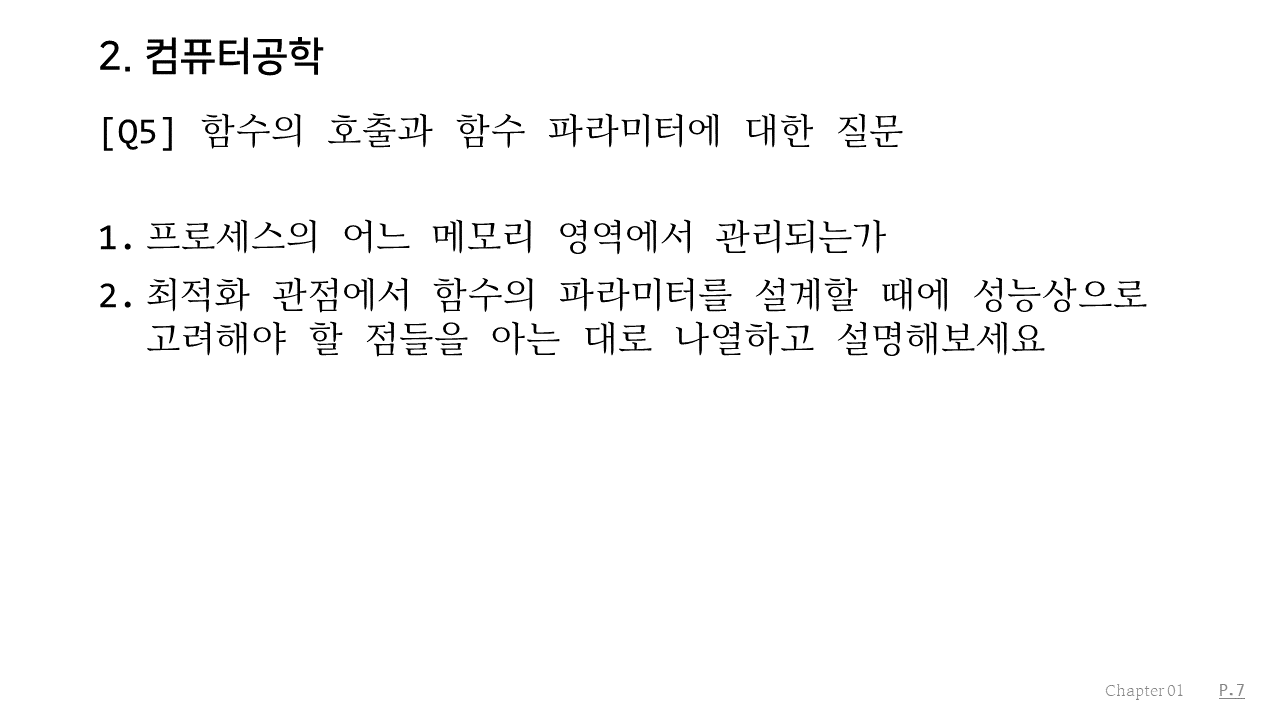 2. 컴퓨터공학
[Q5] 함수의 호출과 함수 파라미터에 대한 질문
1. 프로세스의 어느 메모리 영역에서 관리되는가
2. 최적화 관점에서 함수의 파라미터를 설계할 때에 성능상으로
고려해야 할 점들을 아는 대로 나열하고 설명해보세요
Chapter 01 P.7